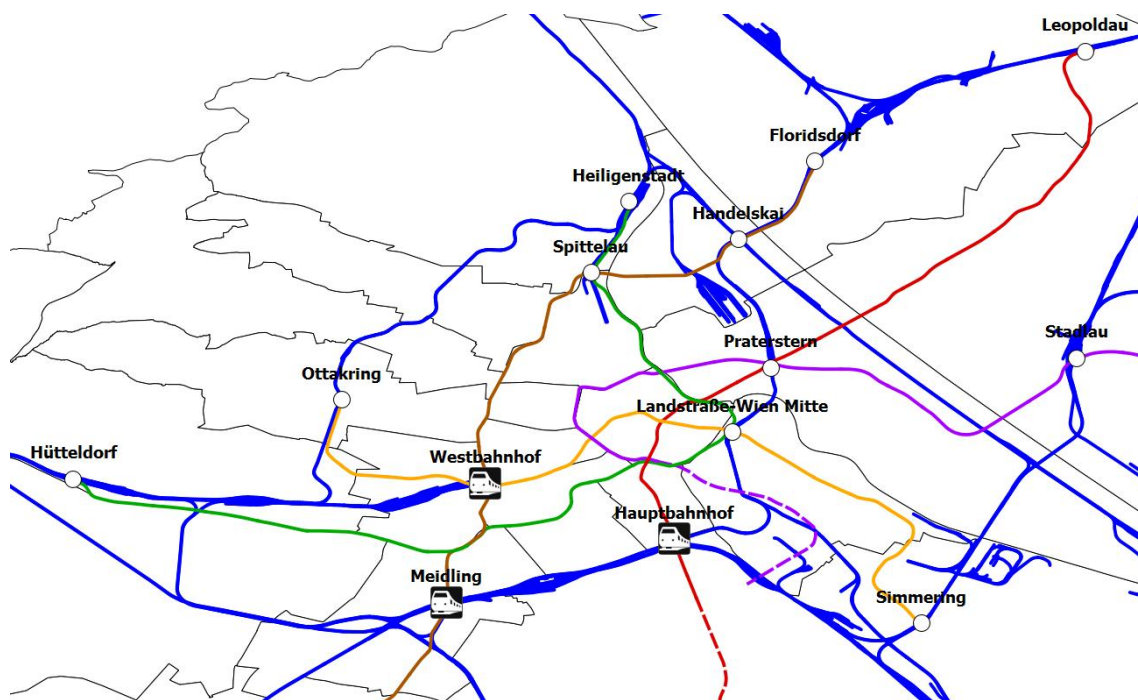 Leopoldau
Floridsdorf
Heiligenstadt
Handelskai
Spittelau
Stadlau
Praterstern
Ottakring
Landstraße-Wien Mitte
Hütteldorf
Westbahnhof
Hauptbahnhof
Meidling
Simmering